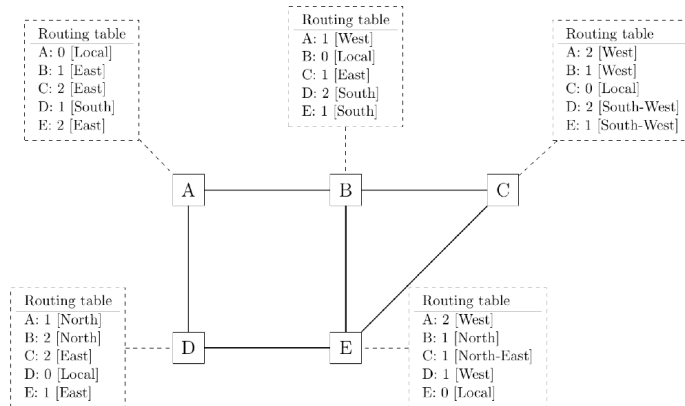 Routing table
A: 0 [Local]
B: 1 [East]
C: 2 [East]
D: 1 [South]
E: 2 [East]
Routing table
A: 1 [West]
B: 0 [Local]
C: 1 [East]
D: 2 [South]
E: 1 [South]
Routing table
A: 2 [West]
B: 1 [West]
C: 0 [Local]
D: 2 [South-West]
E: 1 [South-West]
A
B
C
Routing table
A: 1 [North]
B: 2 [North]
C: 2 [East]
D: 0 [Local]
E: 1 [East]
D
E
Routing table
A: 2 [West]
B: 1 [North]
C: 1 [North-East]
D: 1 [West]
E: 0 [Local]